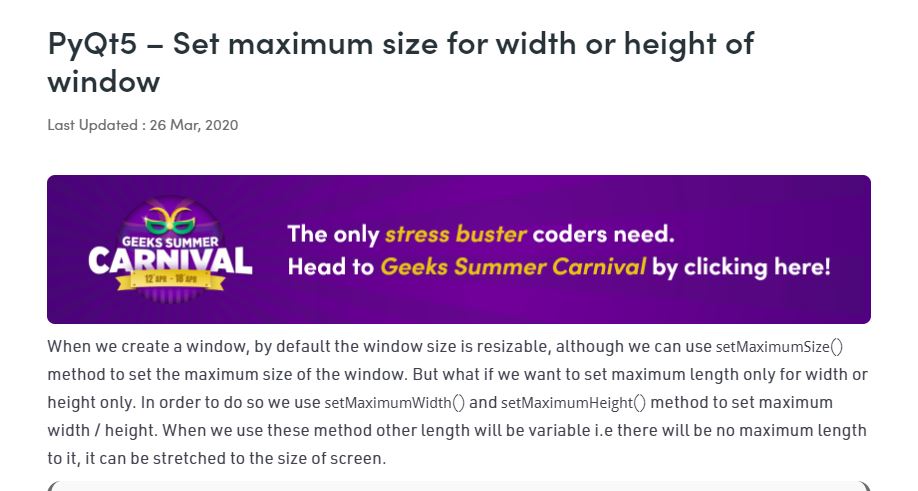 PyQt5 – Set maximum size for width or height of
window
Last Updated : 26 Mar, 2020
GEEKS SUMMER
CARNIVAL
12 APR - 18 APR
The only stress buster coders need.
Head to Geeks Summer Carnival by clicking here!
When we create a window, by default the window size is resizable, although we can use setMaximumSize()
method to set the maximum size of the window. But what if we want to set maximum length only for width or
height only. In order to do so we use setMaximumWidth() and setMaximumHeight() method to set maximum
width / height. When we use these method other length will be variable i.e there will be no maximum length
to it, it can be stretched to the size of screen.